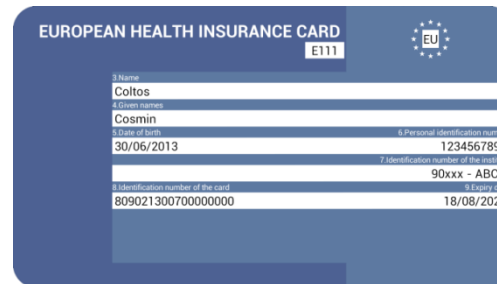 EUROPEAN HEALTH INSURANCE CARD
E111
EU
3.Name
Coltos
4.Given names
Cosmin
5.Date of birth
6.Personal identification num
30/06/2013
123456789
7.Identification number of the insti
90xxx - ABC
8.Identification number of the card
9.Expiry
809021300700000000
18/08/202